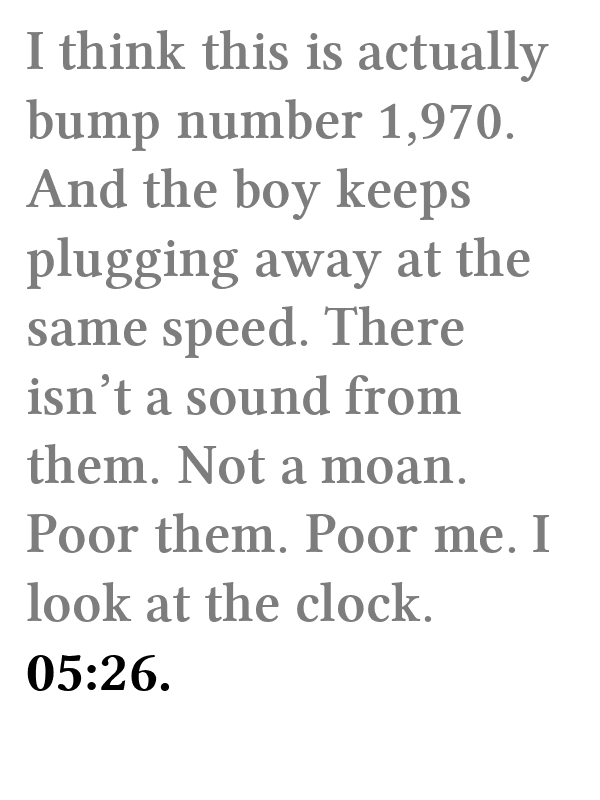 I think this is actually
bump number 1,970.
And the boy keeps
plugging away at the
same speed. There
isn’t a sound from
them. Not a moan.
Poor them. Poor me. I
look at the clock.
05:26.